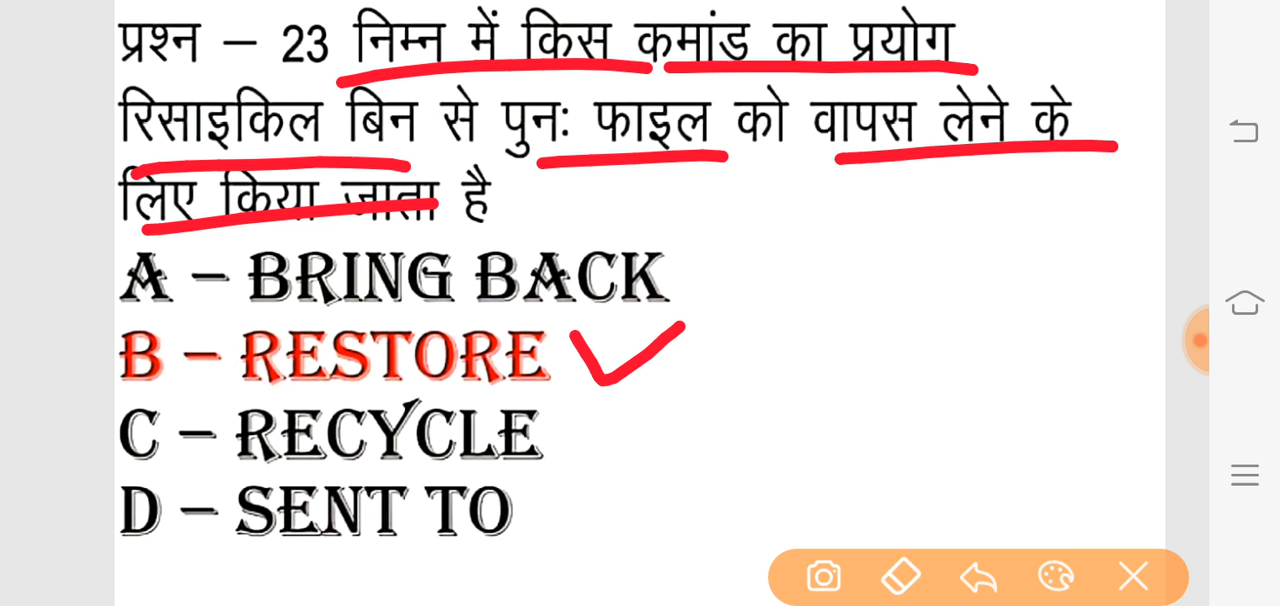 प्रश्न – 23 निम्न में किस कमांड का प्रयोग
रिसाइकिल बिन से पुनः फाइल को वापस लेने के
लिए किया जाता है
A – BRING BACK
B – RESTORE
C – RECYCLE
D – SENT TO